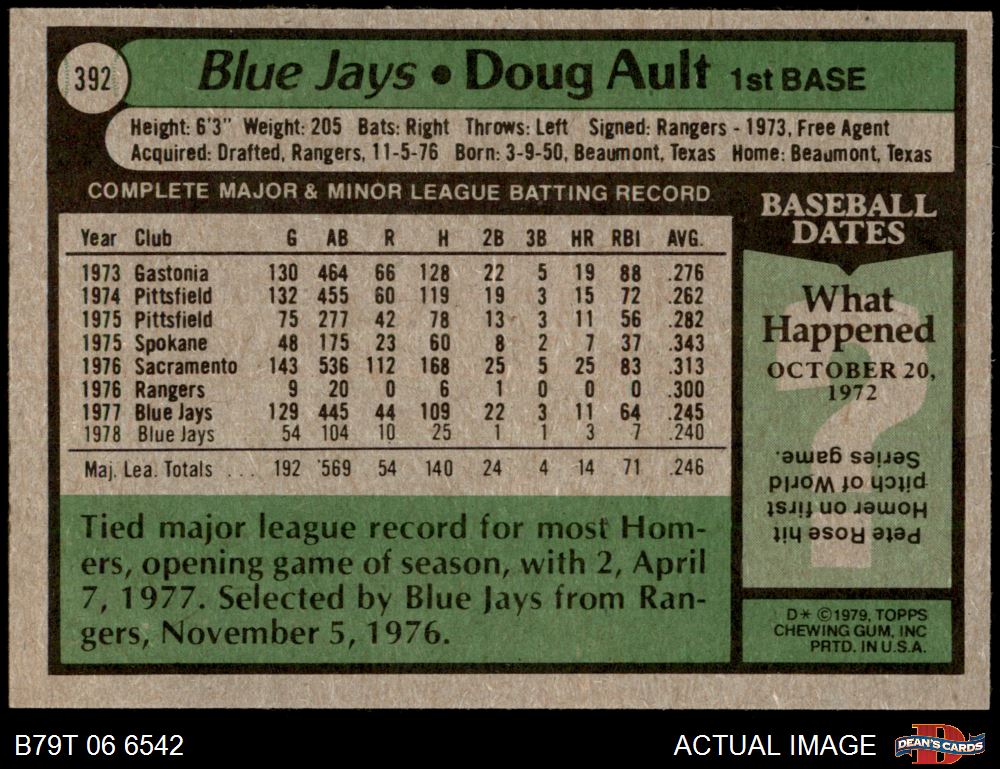 392
Blue Jays • Doug Ault 1st BASE
Height: 6'3" Weight: 205 Bats: Right Throws: Left Signed: Rangers - 1973, Free Agent
Acquired: Drafted, Rangers, 11-5-76 Born: 3-9-50, Beaumont, Texas Home: Beaumont, Texas
COMPLETE MAJOR & MINOR LEAGUE BATTING RECORD
Year Club G AB R H 2B 3B HR RBI AVG.
1973 Gastonia 130 464 66 128 22 5 19 88 .276
1974 Pittsfield 132 455 60 119 19 3 15 72 .262
1975 Pittsfield 75 277 42 78 13 3 11 56 .282
1975 Spokane 48 175 23 60 8 2 7 37 .343
1976 Sacramento 143 536 112 168 25 5 25 83 .313
1976 Rangers 9 20 0 6 1 0 0 0 .300
1977 Blue Jays 129 445 44 109 22 3 11 64 .245
1978 Blue Jays 54 104 10 25 1 1 3 7 .240
Maj. Lea. Totals ... 192 '569 54 140 24 4 14 71 .246
Tied major league record for most Hom-
ers, opening game of season, with 2, April
7, 1977. Selected by Blue Jays from Ran-
gers, November 5, 1976.
BASEBALL
DATES
What
Happened
OCTOBER 20,
1972
?
Pete Rose hit
Homer on first
pitch of World
Series game.
D* ©1979, TOPPS
CHEWING GUM, INC
PRTD. IN U.S.A.
B79T 06 6542
ACTUAL IMAGE
D
DEAN'S CARDS